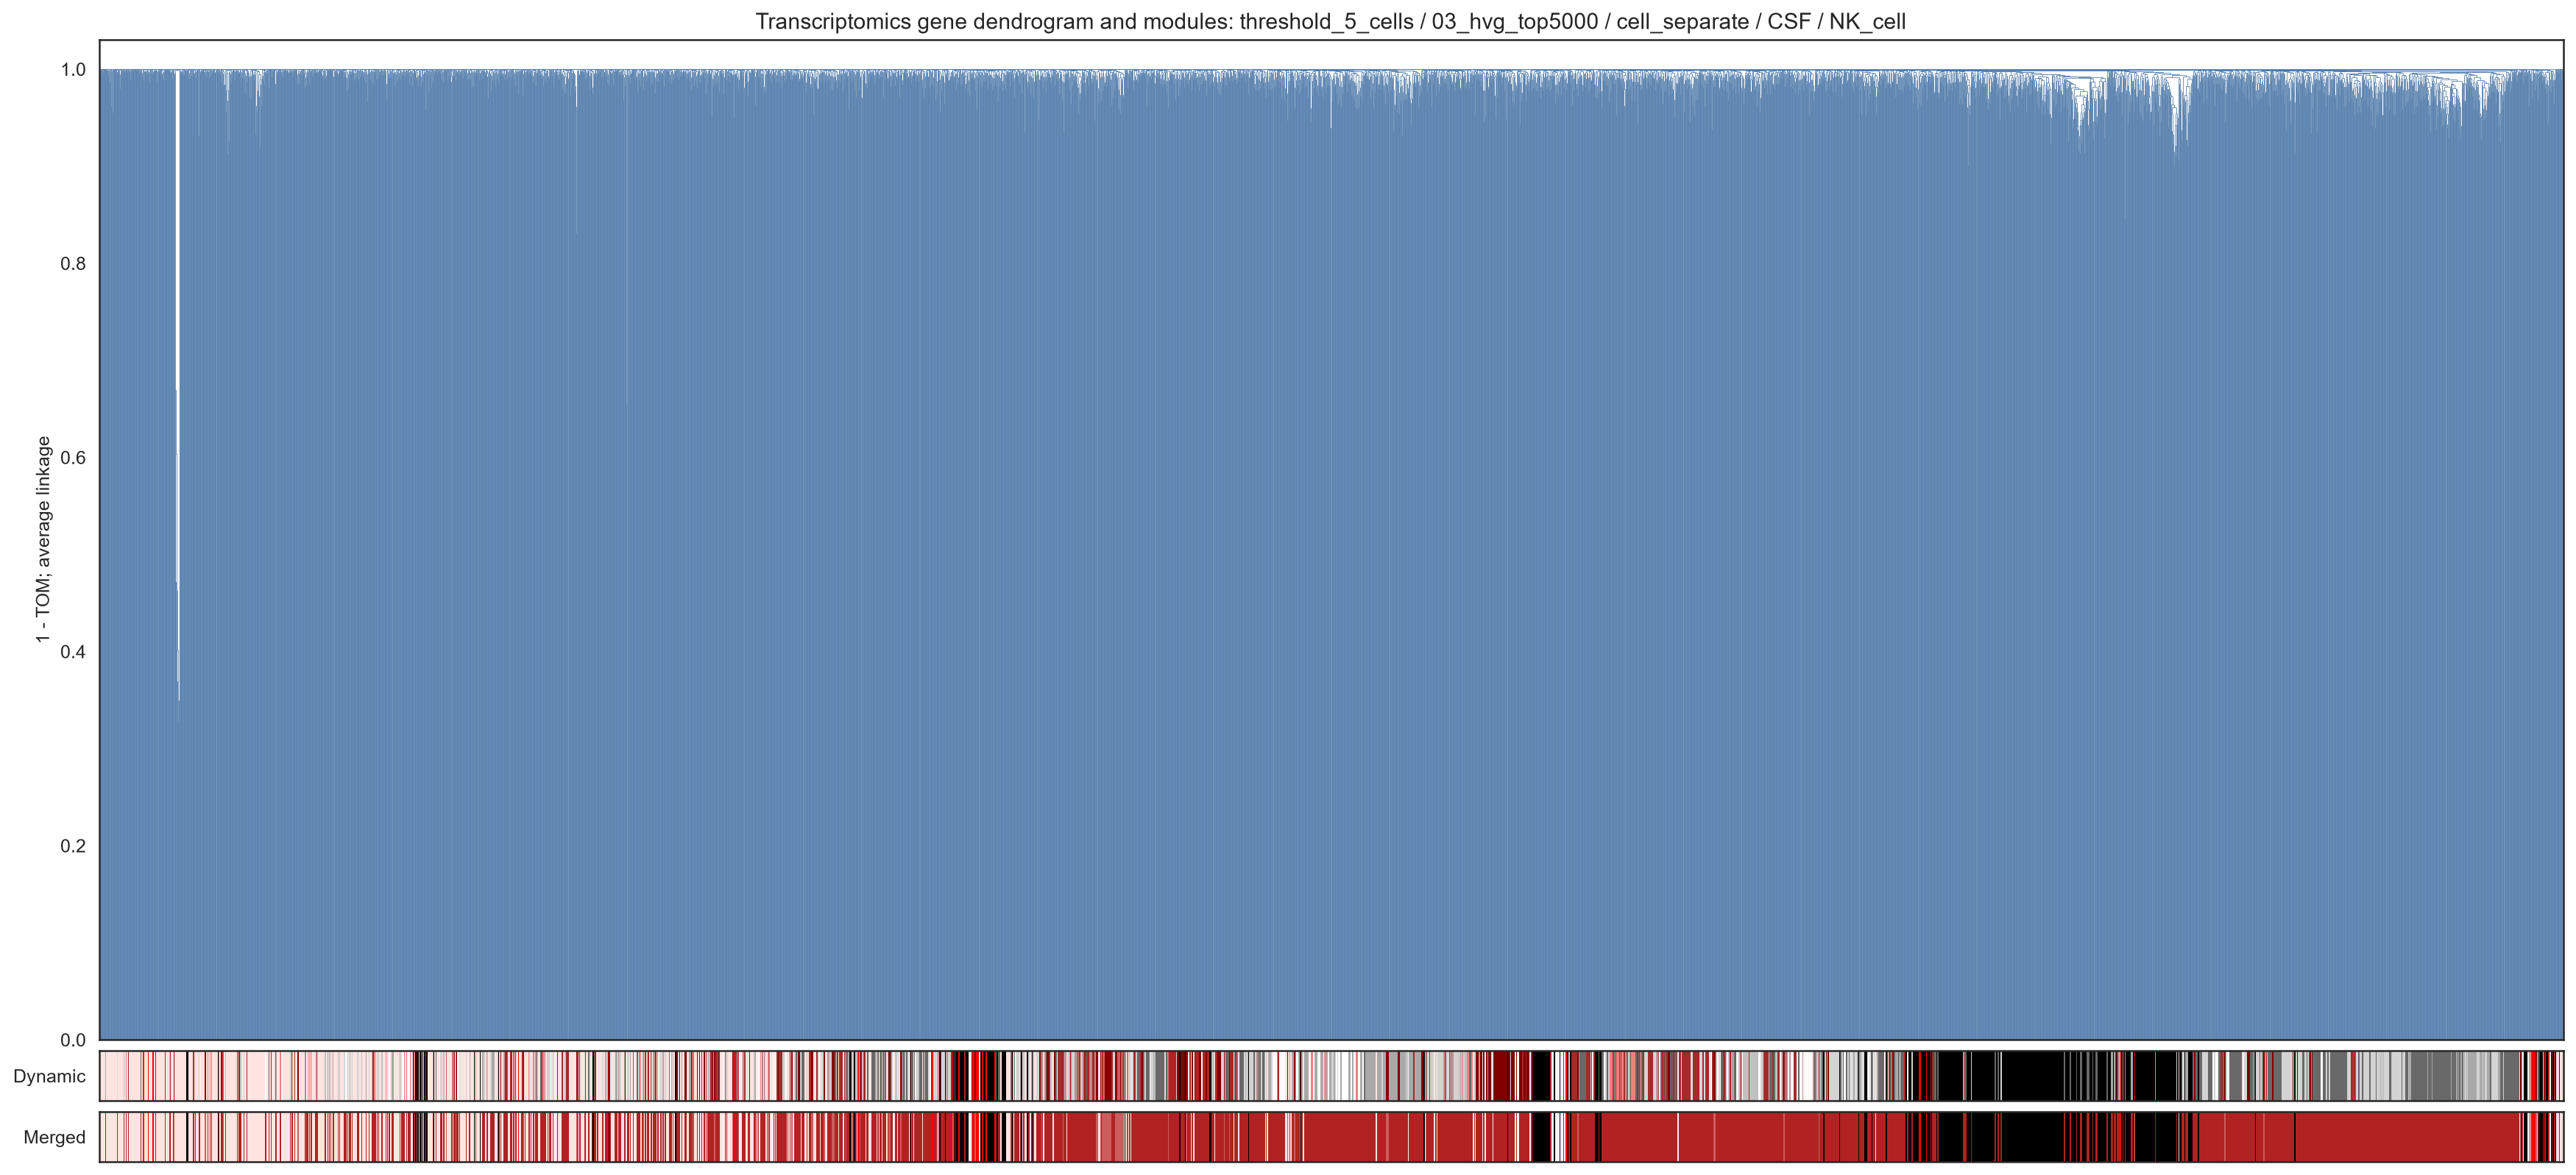 Transcriptomics gene dendrogram and modules: threshold_5_cells / 03_hvg_top5000 / cell_separate / CSF / NK_cell
1.0
0.8
0.6
0.4
0.2
0.0
1 - TOM; average linkage
Dynamic
Merged